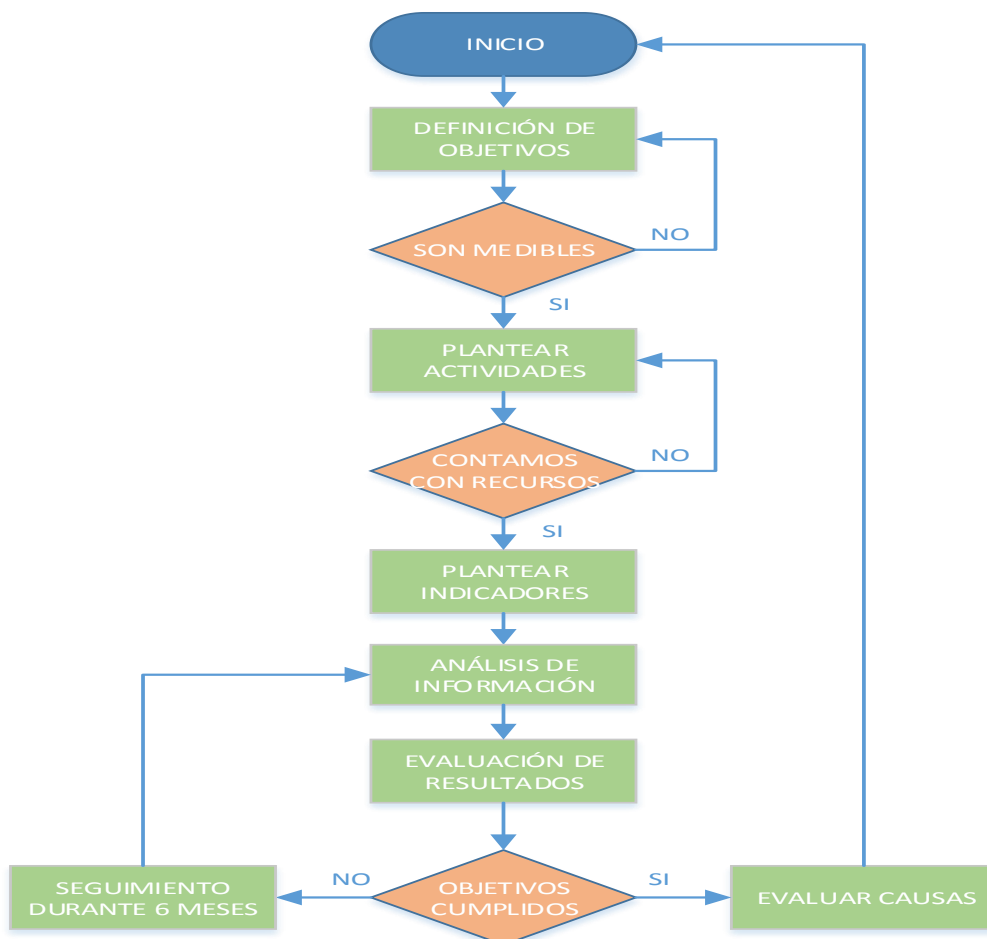 INICIO
DEFINICIÓN DE
OBJETIVOS
NO
SON MEDIBLES
SI
PLANTEAR
ACTIVIDADES
CONTAMOS
CON RECURSOS
NO
SI
PLANTEAR
INDICADORES
ANÁLISIS DE
INFORMACIÓN
EVALUACIÓN DE
RESULTADOS
NO
SI
SEGUIMIENTO
DURANTE 6 MESES
OBJETIVOS
CUMPLIDOS
EVALUAR CAUSAS